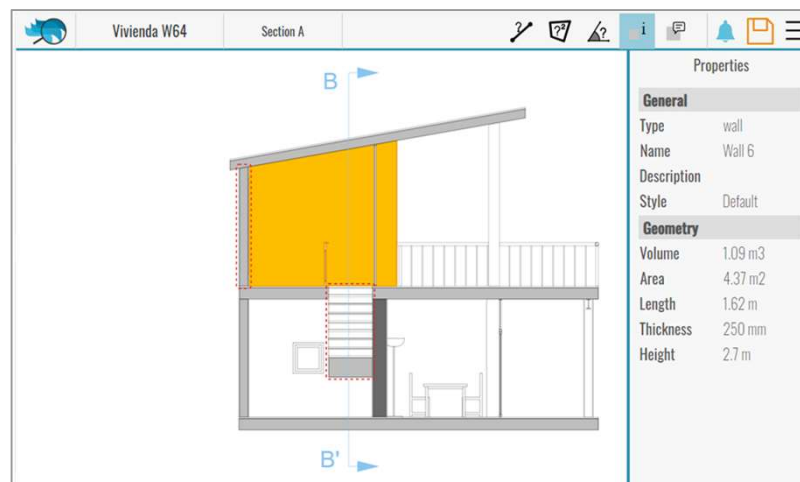 Vivienda W64
Section A
?
?²
?
i
Properties
B
General
Type wall
Name Wall 6
Description
Style Default
Geometry
Volume 1.09 m3
Area 4.37 m2
Length 1.62 m
Thickness 250 mm
Height 2.7 m
B'